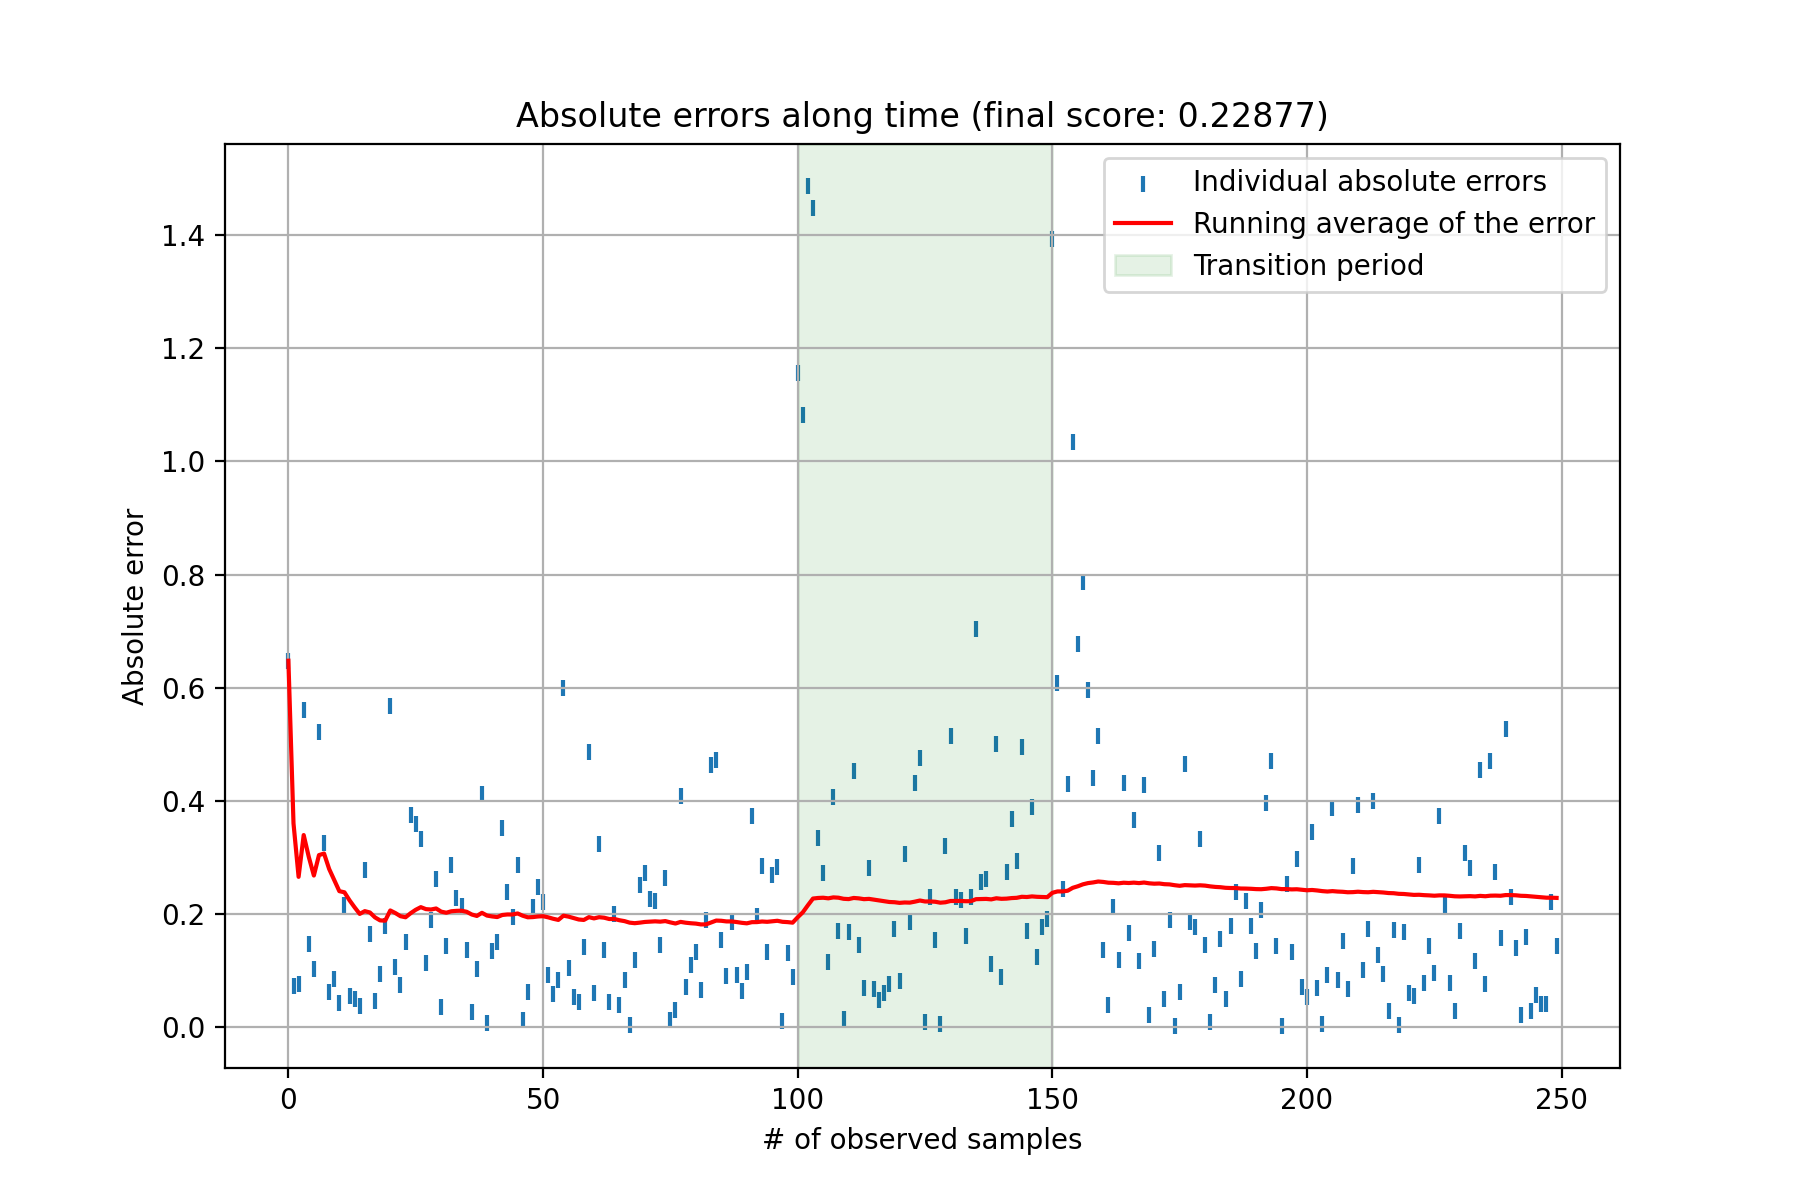 Absolute errors along time (final score: 0.22877)
Individual absolute errors
Running average of the error
Transition period
1.4
1.2
1.0
0.8
0.6
0.4
0.2
0.0
Absolute error
0 50 100 150 200 250
# of observed samples